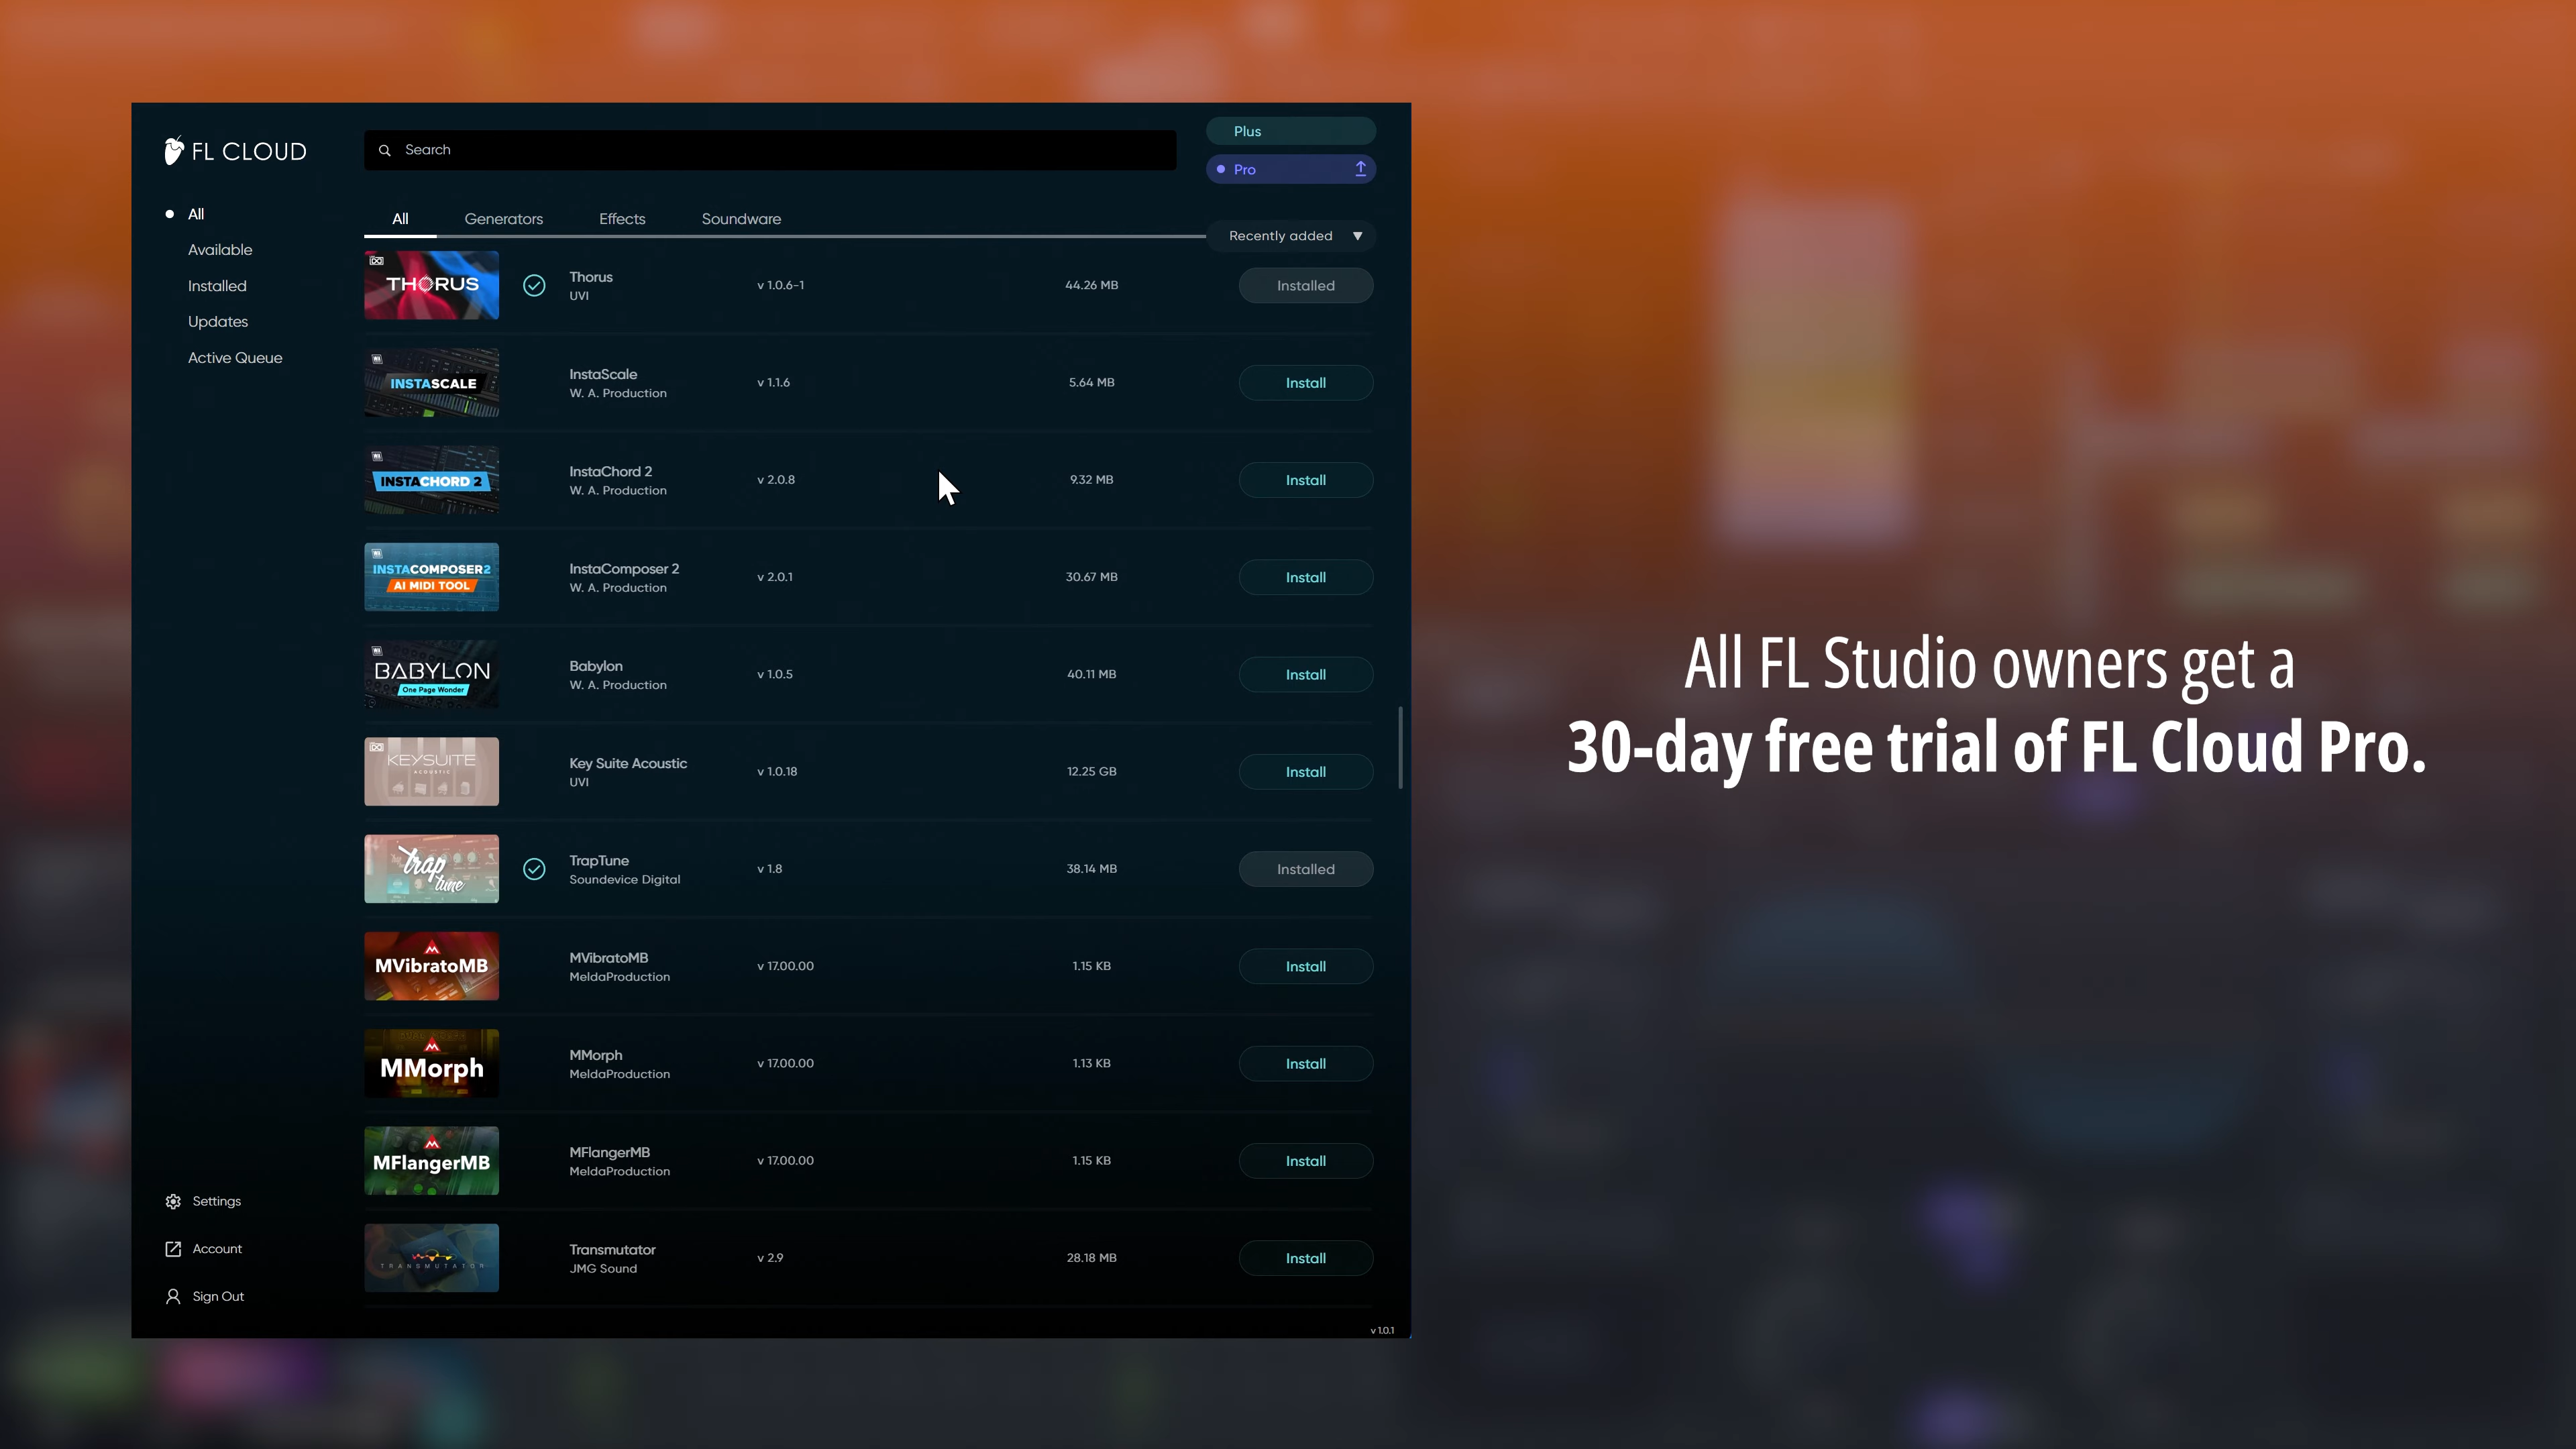 FL CLOUD
Search
Plus
Pro
All
Available
Installed
Updates
Active Queue
All Generators Effects Soundware
Recently added
THORUS
Thorus
UVI
v 1.0.6-1
44.26 MB
Installed
INSTASCALE
InstaScale
W. A. Production
v 1.1.6
5.64 MB
Install
INSTACHORD 2
InstaChord 2
W. A. Production
v 2.0.8
9.32 MB
Install
INSTACOMPOSER2
AI MIDI TOOL
InstaComposer 2
W. A. Production
v 2.0.1
30.67 MB
Install
BABYLON
One Page Wonder
Babylon
W. A. Production
v 1.0.5
40.11 MB
Install
KEYSUITE
ACOUSTIC
Key Suite Acoustic
UVI
v 1.0.18
12.25 GB
Install
trap
tune
TrapTune
Soundevice Digital
v 1.8
38.14 MB
Installed
MVibratoMB
MVibratoMB
MeldaProduction
v 17.00.00
1.15 KB
Install
MMorph
MMorph
MeldaProduction
v 17.00.00
1.13 KB
Install
MFlangerMB
MFlangerMB
MeldaProduction
v 17.00.00
1.15 KB
Install
TRANSMUTATOR
Transmutator
JMG Sound
v 2.9
28.18 MB
Install
Settings
Account
Sign Out
v 1.0.1
All FL Studio owners get a
30-day free trial of FL Cloud Pro.